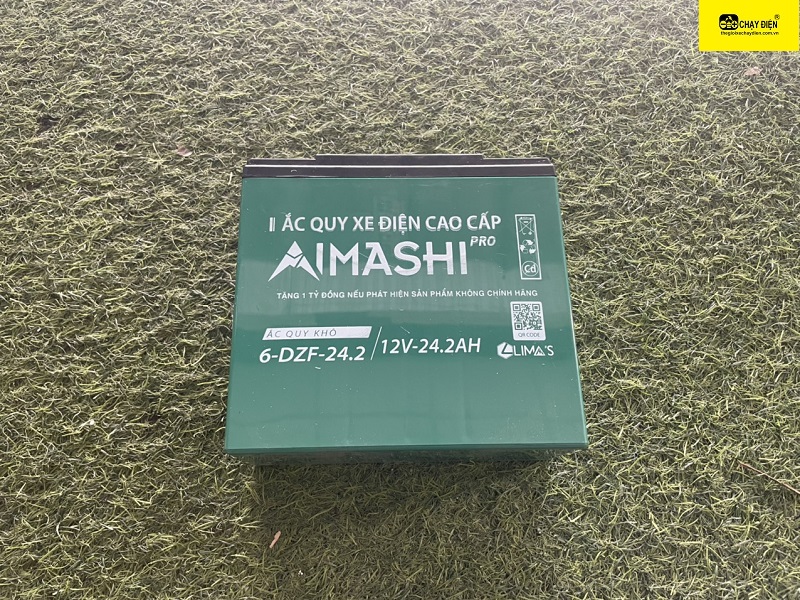 CHẠY ĐIỆN®
thegioixechaydien.com.vn
ẮC QUY XE ĐIỆN CAO CẤP
AIMASHI PRO
Cd
TẶNG 1 TỶ ĐỒNG NẾU PHÁT HIỆN SẢN PHẨM KHÔNG CHÍNH HÃNG
QR CODE
ẮC QUY KHÔ
6-DZF-24.2 / 12V-24.2AH
LIMA'S